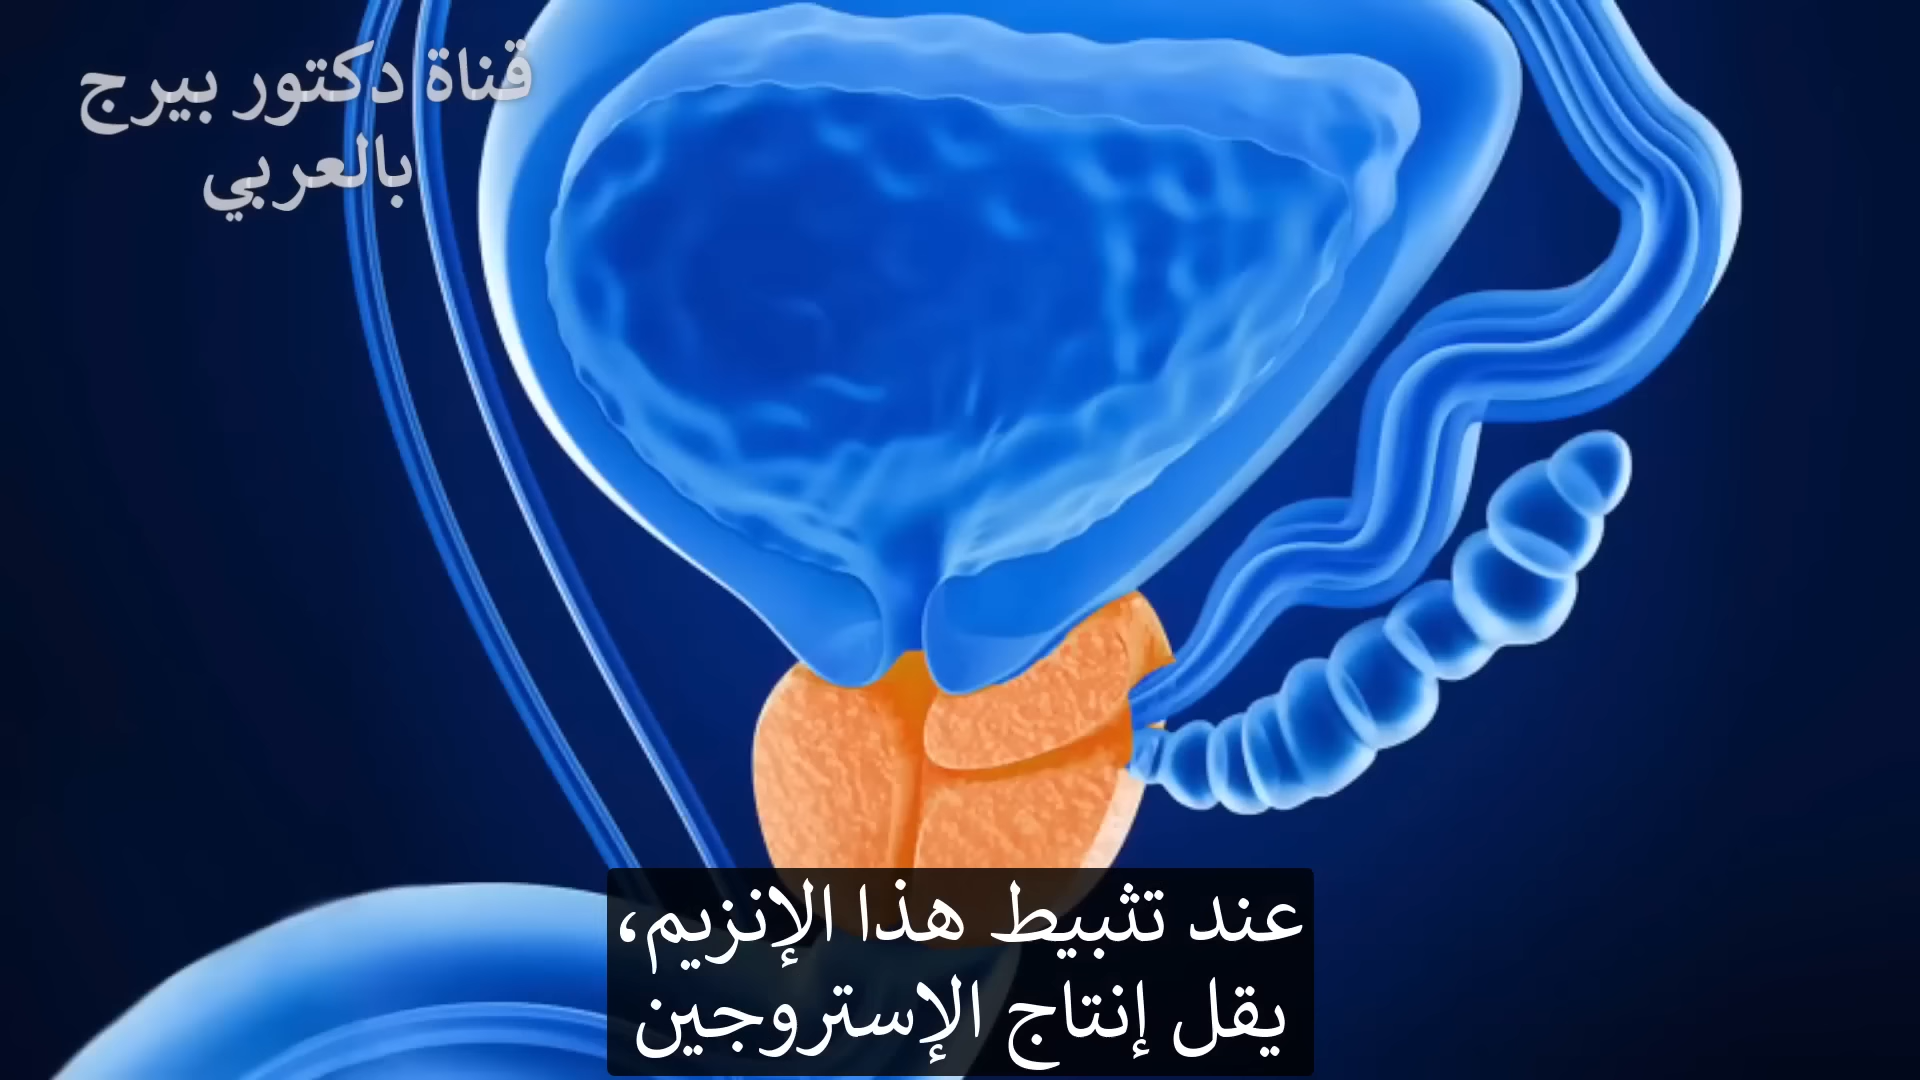 قناة دكتور بيرج
بالعربي
عند تثبيط هذا الإنزيم،
يقل إنتاج الإستروجين